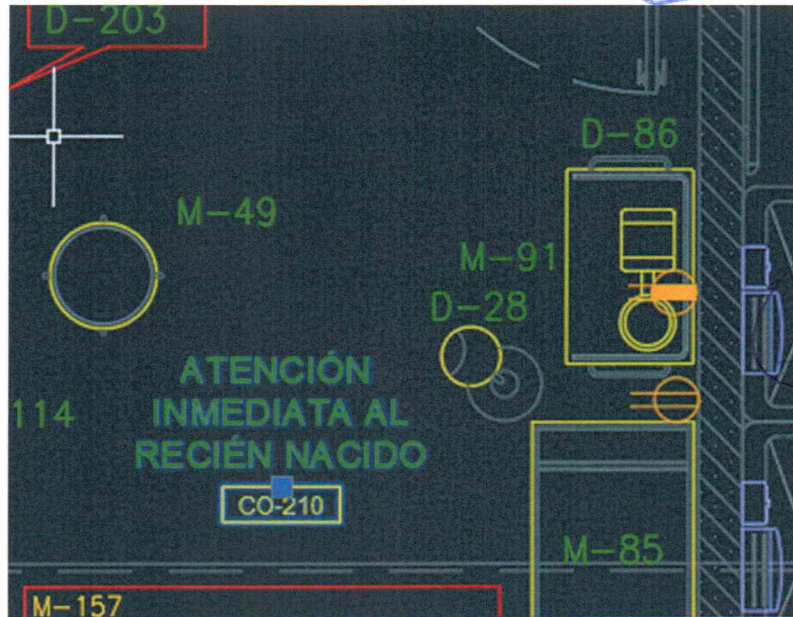 D-203
D-86
M-49
M-91
D-28
ATENCIÓN
INMEDIATA AL
RECIÉN NACIDO
114
CO-210
M-85
M-157